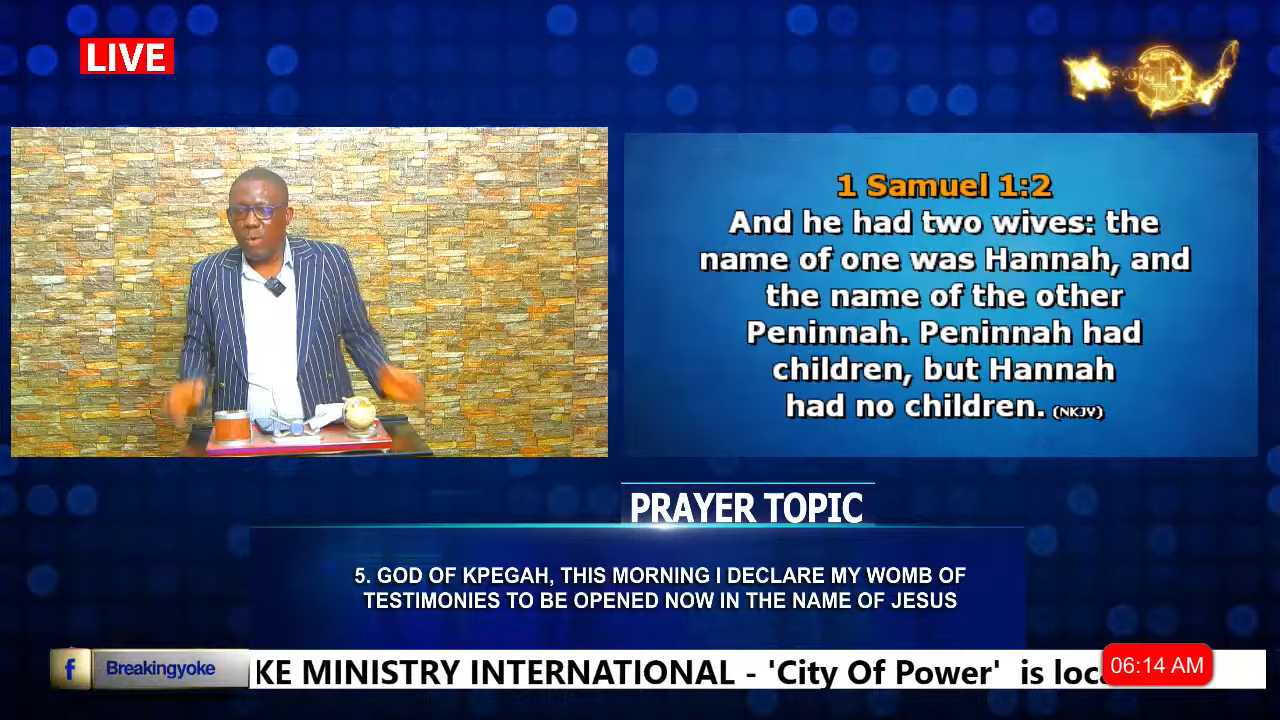 LIVE
1 Samuel 1:2
And he had two wives: the
name of one was Hannah, and
the name of the other
Peninnah. Peninnah had
children, but Hannah
had no children. (NKJV)
PRAYER TOPIC
5. GOD OF KPEGAH, THIS MORNING I DECLARE MY WOMB OF
TESTIMONIES TO BE OPENED NOW IN THE NAME OF JESUS
f Breakingyoke
KE MINISTRY INTERNATIONAL - 'City Of Power' is loc
06:14 AM